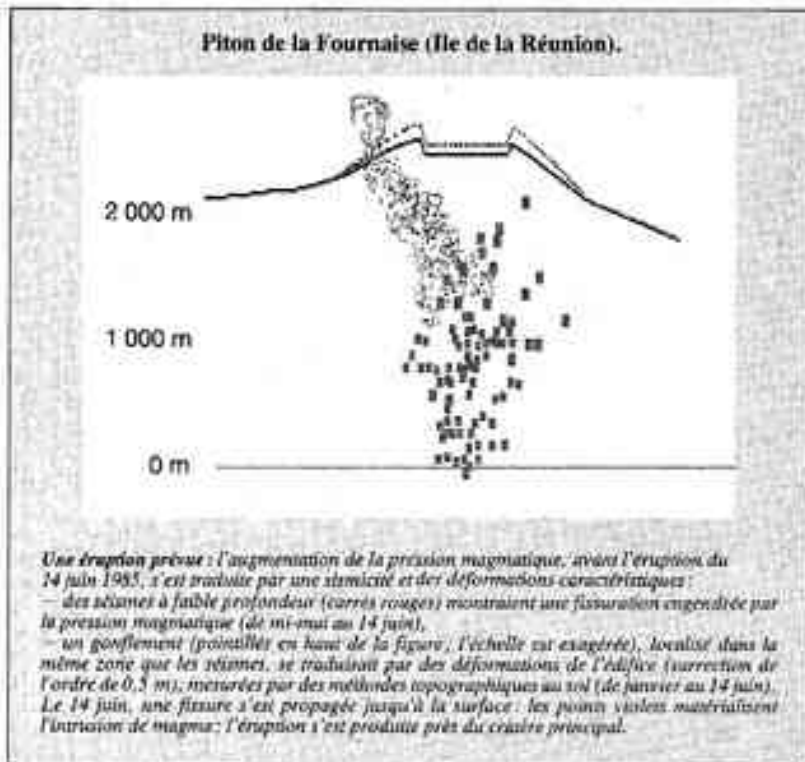 Piton de la Fournaise (Ile de la Réunion).
2 000 m
1 000 m
0 m
Une éruption prévue : l'augmentation de la pression magmatique, avant l'éruption du
14 juin 1985, s'est traduite par une sismicité et des déformations caractéristiques :
— des séismes à faible profondeur (carrés rouges) montraient une fissuration engendrée par
la pression magmatique (de mi-mai au 14 juin),
— un gonflement (pointillés en haut de la figure ; l'échelle est exagérée), localisé dans la
même zone que les séismes, se traduisait par des déformations de l'édifice (surrection de
l'ordre de 0,5 m), mesurées par des méthodes topographiques au sol (de janvier au 14 juin).
Le 14 juin, une fissure s'est propagée jusqu'à la surface : les points violets matérialisent
l'intrusion de magma ; l'éruption s'est produite près du cratère principal.